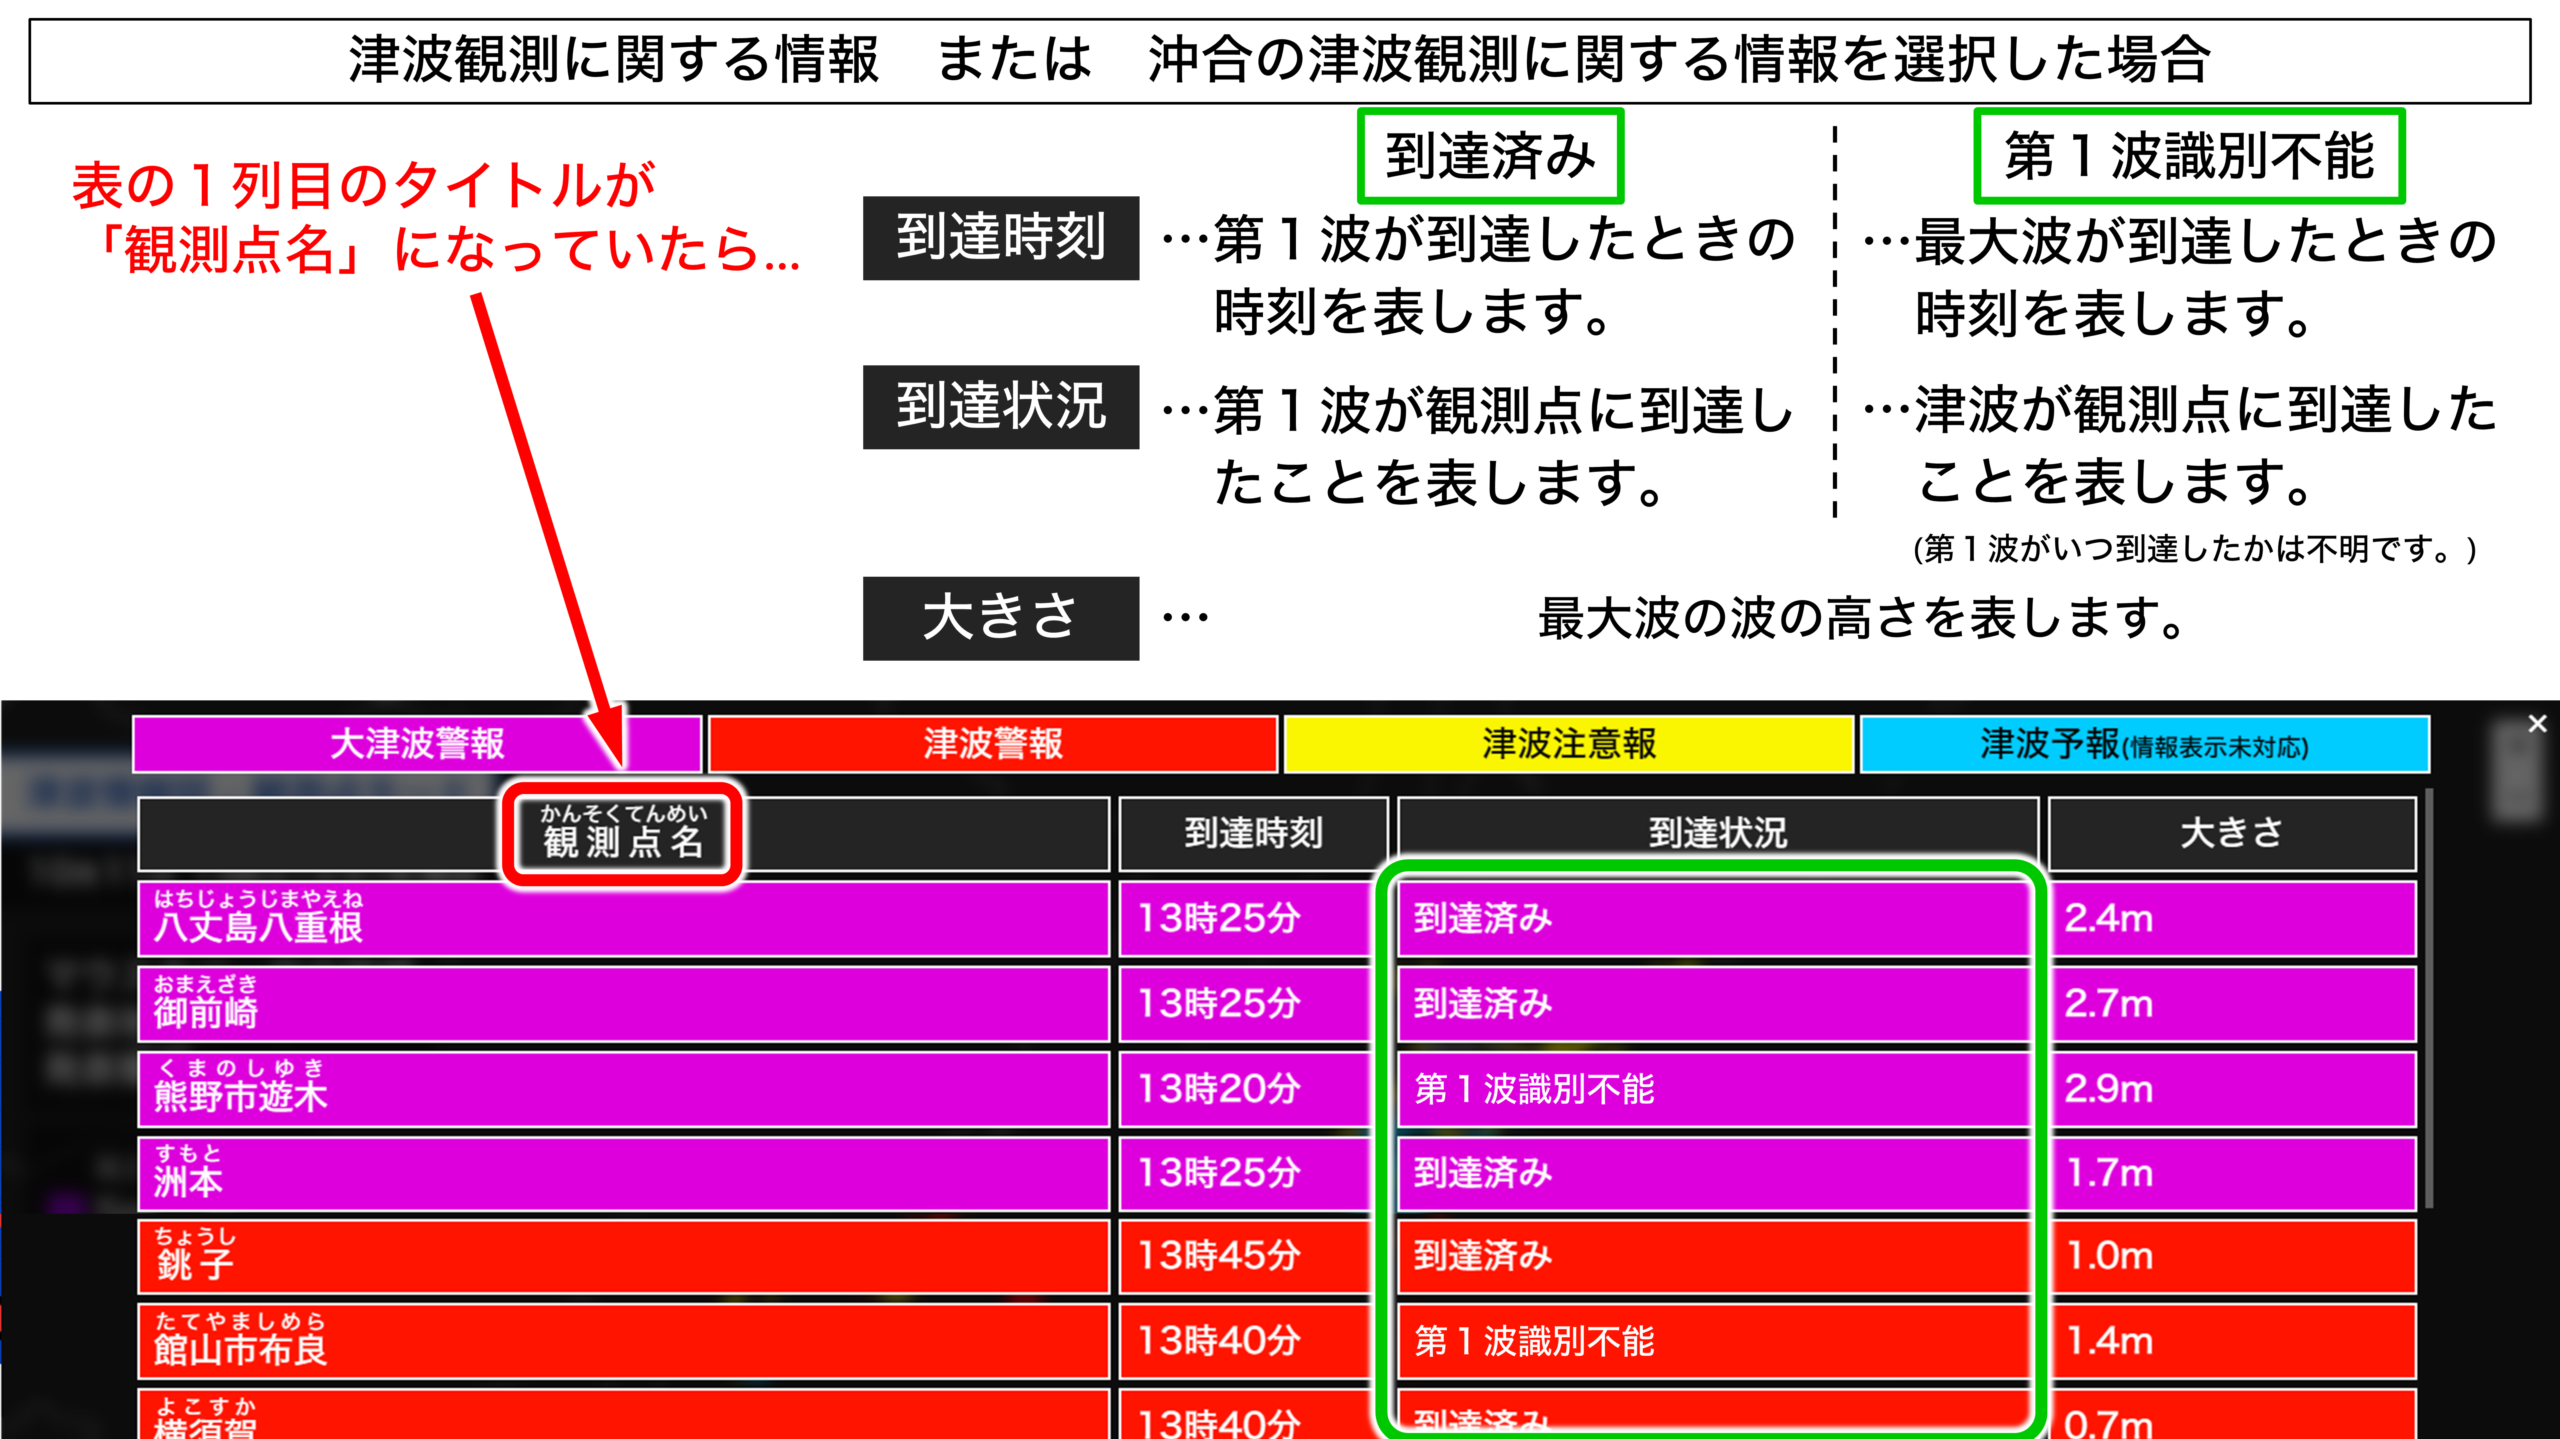 津波観測に関する情報　または　沖合の津波観測に関する情報を選択した場合
表の１列目のタイトルが
「観測点名」になっていたら...
到達済み
第１波識別不能
到達時刻
…第１波が到達したときの
時刻を表します。
…最大波が到達したときの
時刻を表します。
到達状況
…第１波が観測点に到達し
たことを表します。
…津波が観測点に到達した
ことを表します。
(第１波がいつ到達したかは不明です。)
大きさ
…
最大波の波の高さを表します。
大津波警報
津波警報
津波注意報
津波予報(情報表示未対応)
×
かんそくてんめい
観測点名
到達時刻
到達状況
大きさ
はちじょうじまやえね
八丈島八重根
13時25分
到達済み
2.4m
おまえざき
御前崎
13時25分
到達済み
2.7m
くまのしゆき
熊野市遊木
13時20分
第１波識別不能
2.9m
すもと
洲本
13時25分
到達済み
1.7m
ちょうし
銚子
13時45分
到達済み
1.0m
たてやましめら
館山市布良
13時40分
第１波識別不能
1.4m
よこすか
横須賀
13時40分
到達済み
0.7m